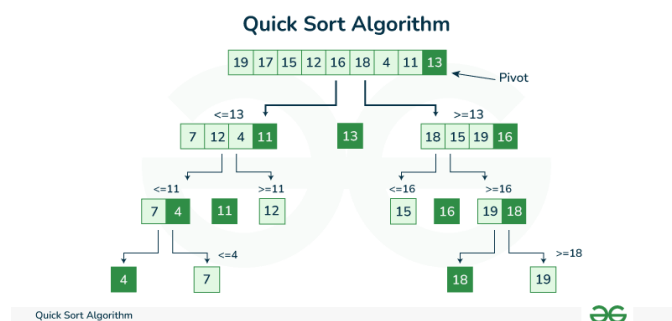 Quick Sort Algorithm
19 17 15 12 16 18 4 11 13
Pivot
<=13 >=13
7 12 4 11 13 18 15 19 16
<=11 >=11 <=16 >=16
7 4 11 12 15 16 19 18
<=4 >=18
4 7 18 19
Quick Sort Algorithm